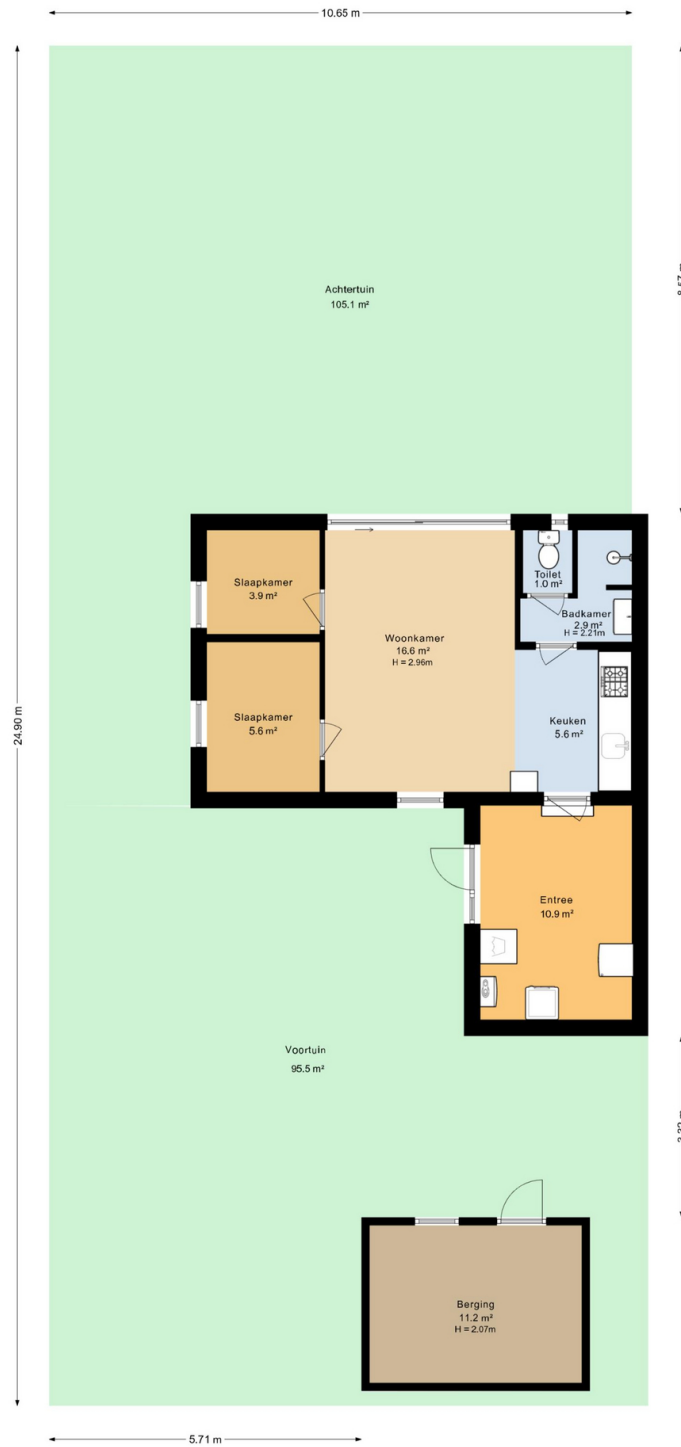 10.65 m
Achtertuin
105.1 m²
Slaapkamer
3.9 m²
Toilet
1.0 m²
Badkamer
2.9 m²
H = 2.21m
Woonkamer
16.6 m²
H = 2.96m
Slaapkamer
5.6 m²
Keuken
5.6 m²
24.90 m
Entree
10.9 m²
Voortuin
95.5 m²
Berging
11.2 m²
H = 2.07m
5.71 m